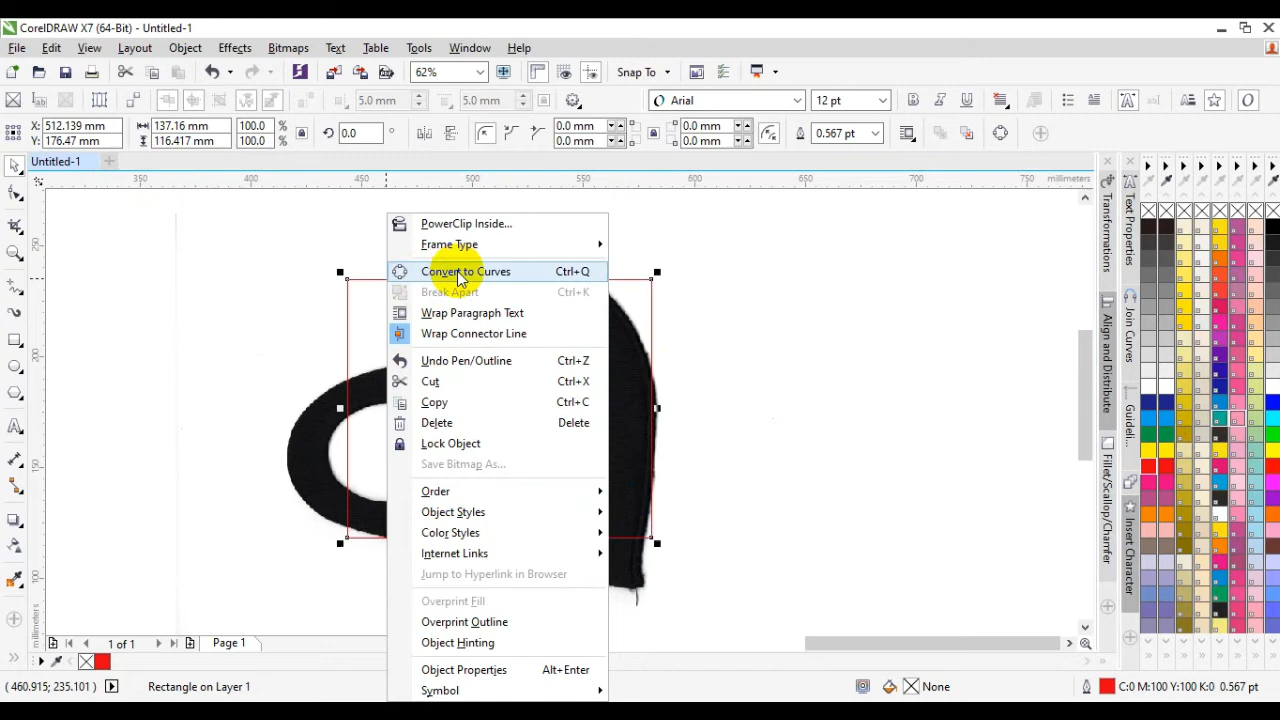 CorelDRAW X7 (64-Bit) - Untitled-1
File Edit View Layout Object Effects Bitmaps Text Table Tools Window Help
62% Snap To
5.0 mm 5.0 mm Arial 12 pt
X: 512.139 mm 137.16 mm 100.0 % 0.0 ° 0.0 mm 0.0 mm 0.567 pt
Y: 176.47 mm 116.417 mm 100.0 % 0.0 mm 0.0 mm
Untitled-1
350 400 450 500 550 600 650 700 750 millimeters
250
200
150
100
millimeters
PowerClip Inside...
Frame Type
Convert to Curves Ctrl+Q
Break Apart Ctrl+K
Wrap Paragraph Text
Wrap Connector Line
Undo Pen/Outline Ctrl+Z
Cut Ctrl+X
Copy Ctrl+C
Delete Delete
Lock Object
Save Bitmap As...
Order
Object Styles
Color Styles
Internet Links
Jump to Hyperlink in Browser
Overprint Fill
Overprint Outline
Object Hinting
Object Properties Alt+Enter
Symbol
Transformations
Align and Distribute
Fillet/Scallop/Chamfer
Text Properties
Join Curves
Guideli...
Insert Character
1 of 1 Page 1
( 460.915; 235.101 ) Rectangle on Layer 1 None C:0 M:100 Y:100 K:0 0.567 pt